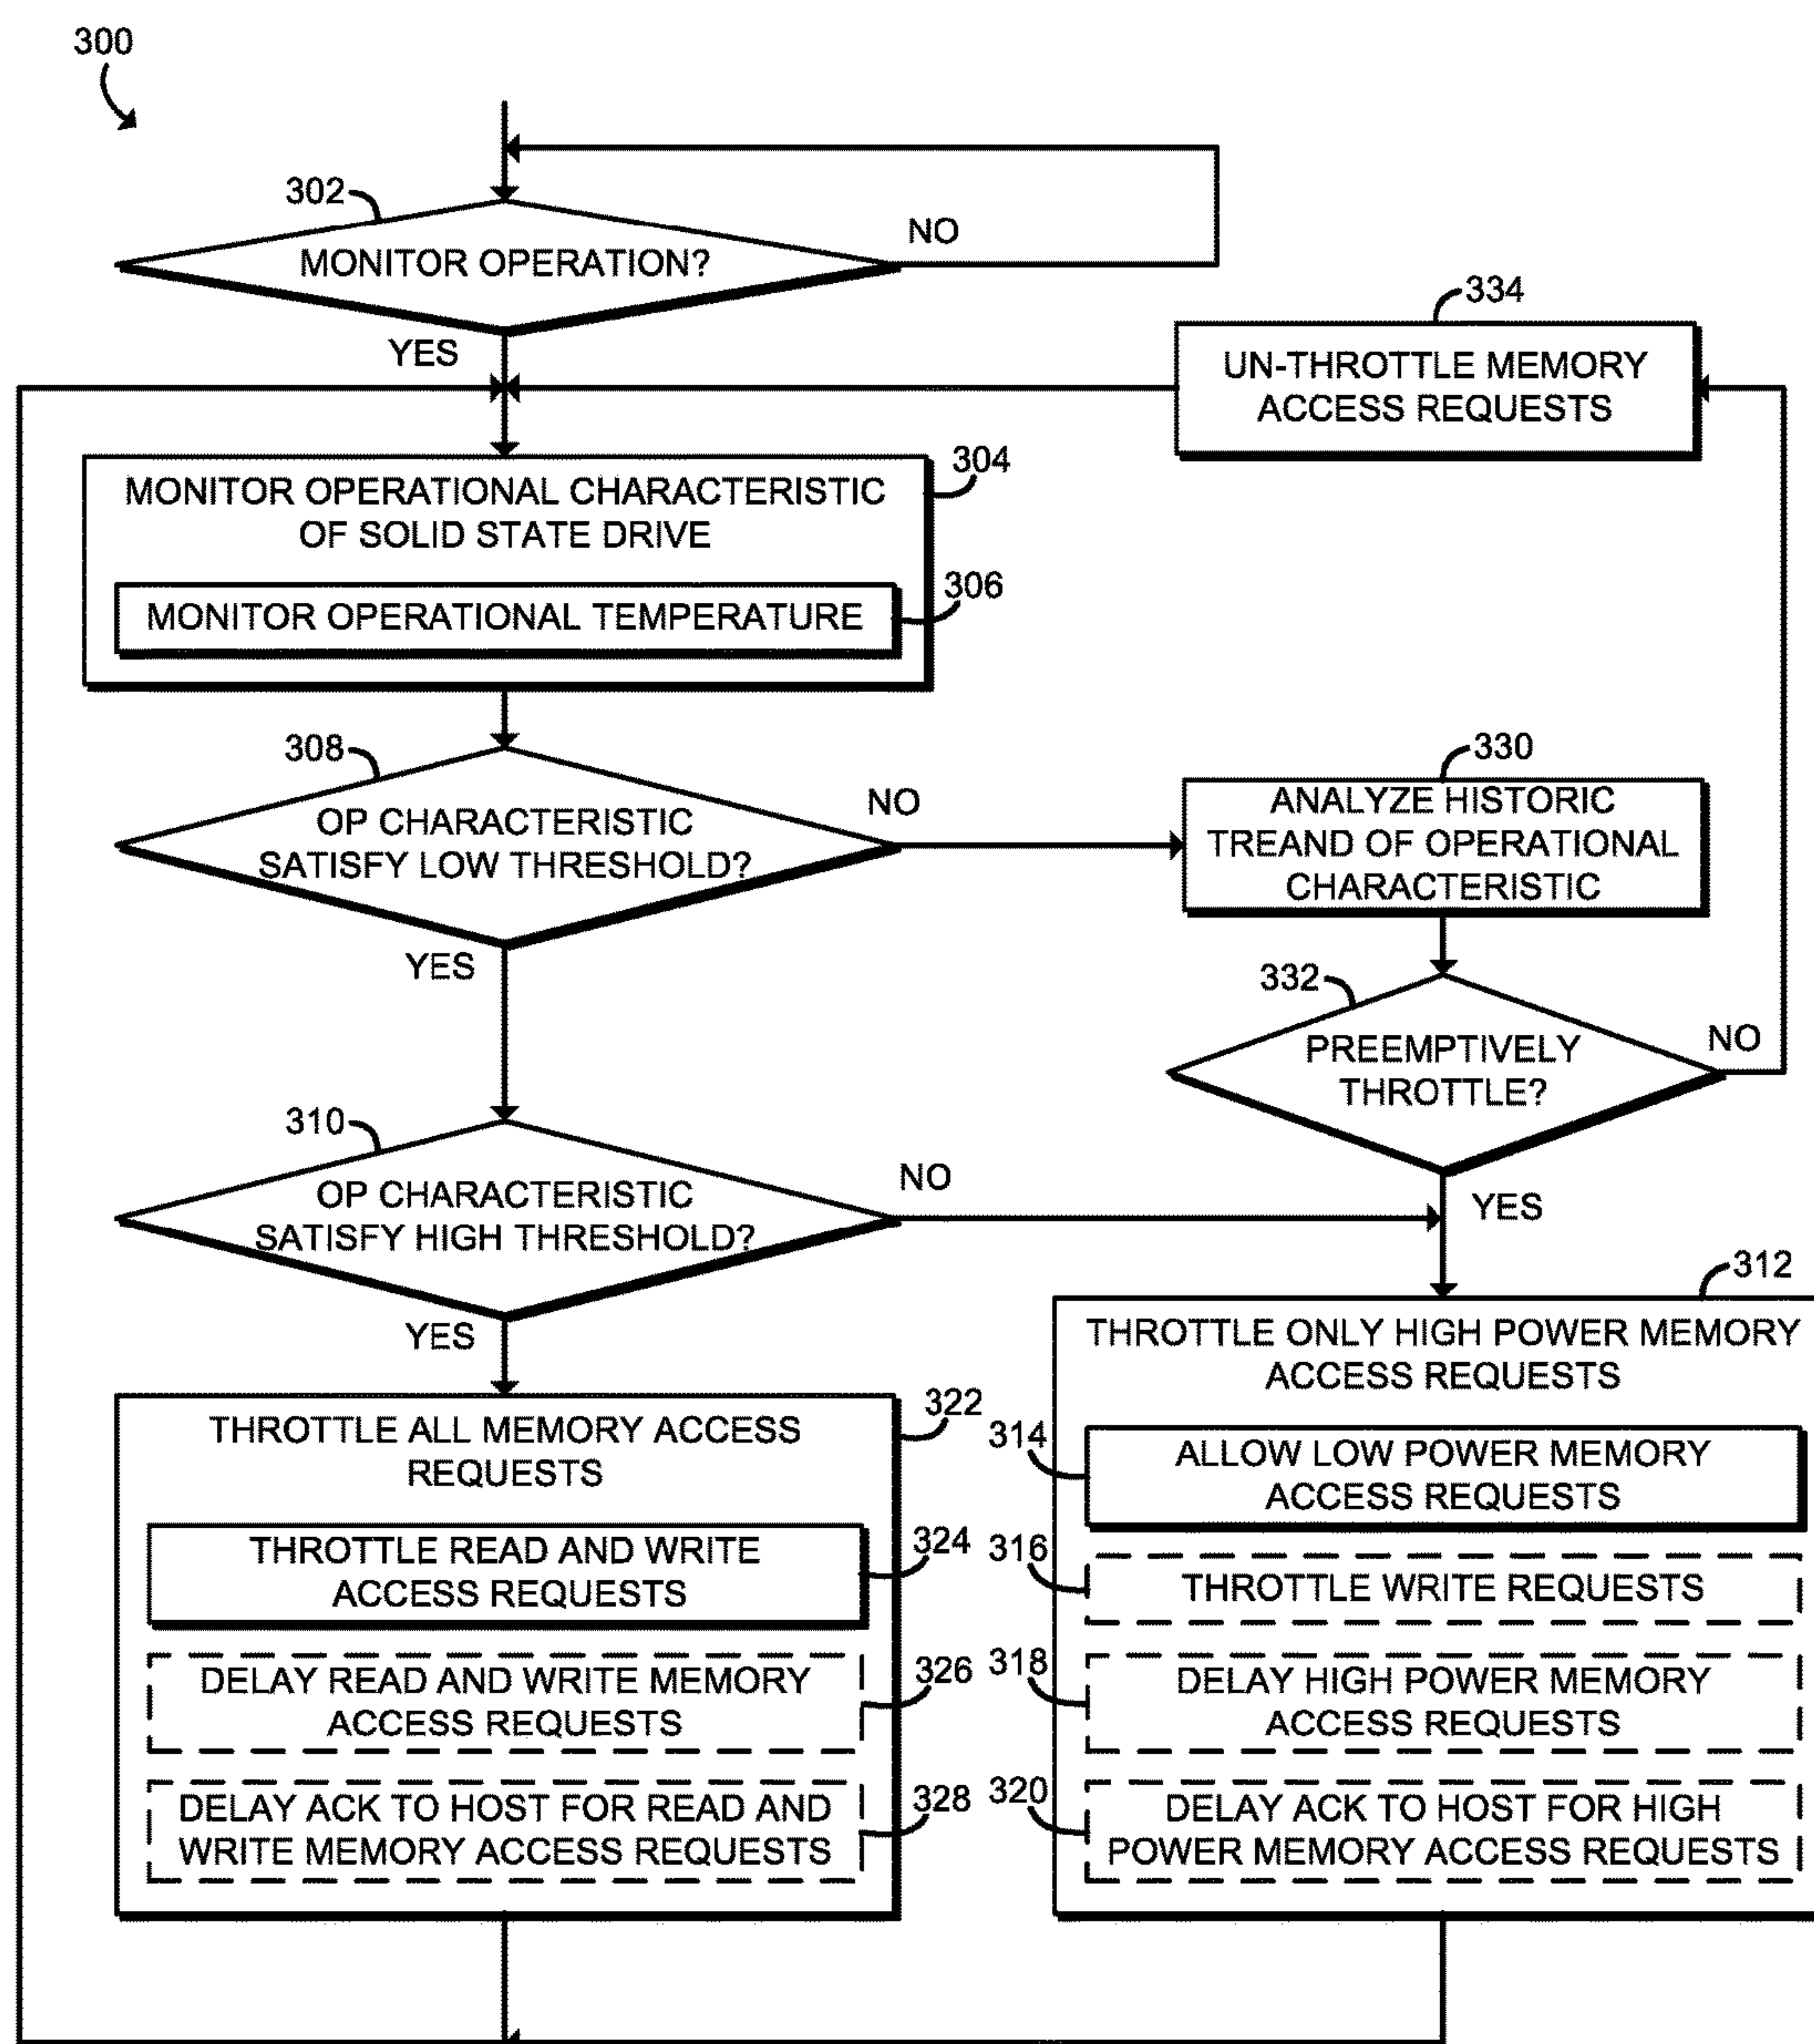 300
302
MONITOR OPERATION?
NO
YES
334
UN-THROTTLE MEMORY
ACCESS REQUESTS
304
MONITOR OPERATIONAL CHARACTERISTIC
OF SOLID STATE DRIVE
306
MONITOR OPERATIONAL TEMPERATURE
308
OP CHARACTERISTIC
SATISFY LOW THRESHOLD?
NO
YES
330
ANALYZE HISTORIC
TREAND OF OPERATIONAL
CHARACTERISTIC
332
PREEMPTIVELY
THROTTLE?
NO
YES
310
OP CHARACTERISTIC
SATISFY HIGH THRESHOLD?
NO
YES
322
THROTTLE ALL MEMORY ACCESS
REQUESTS
324
THROTTLE READ AND WRITE
ACCESS REQUESTS
326
DELAY READ AND WRITE MEMORY
ACCESS REQUESTS
328
DELAY ACK TO HOST FOR READ AND
WRITE MEMORY ACCESS REQUESTS
312
THROTTLE ONLY HIGH POWER MEMORY
ACCESS REQUESTS
314
ALLOW LOW POWER MEMORY
ACCESS REQUESTS
316
THROTTLE WRITE REQUESTS
318
DELAY HIGH POWER MEMORY
ACCESS REQUESTS
320
DELAY ACK TO HOST FOR HIGH
POWER MEMORY ACCESS REQUESTS